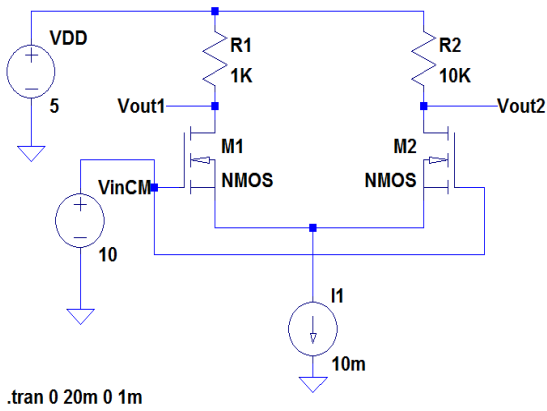 VDD
5
R1
1K
R2
10K
Vout1
Vout2
M1
NMOS
M2
NMOS
VinCM
10
I1
10m
.tran 0 20m 0 1m